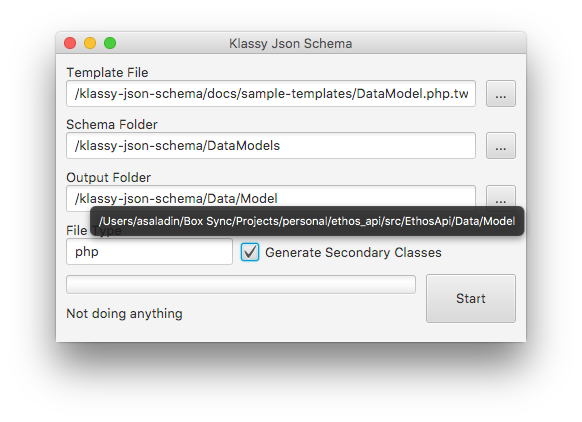 Klassy Json Schema
Template File
/klassy-json-schema/docs/sample-templates/DataModel.php.tw
...
Schema Folder
/klassy-json-schema/DataModels
...
Output Folder
/klassy-json-schema/Data/Model
...
/Users/asaladin/Box Sync/Projects/personal/ethos_api/src/EthosApi/Data/Model
File Type
php
Generate Secondary Classes
Start
Not doing anything